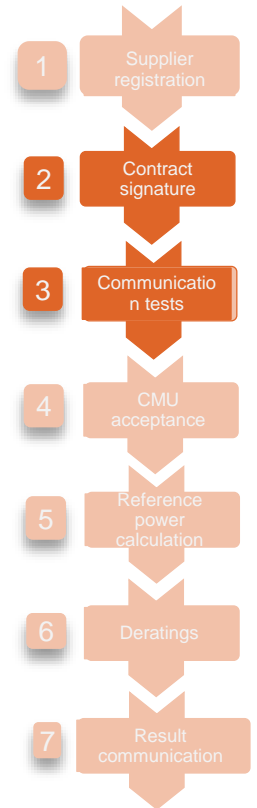 1
Supplier
registration
2
Contract
signature
3
Communicatio
n tests
4
CMU
acceptance
5
Reference
power
calculation
6
Deratings
7
Result
communication